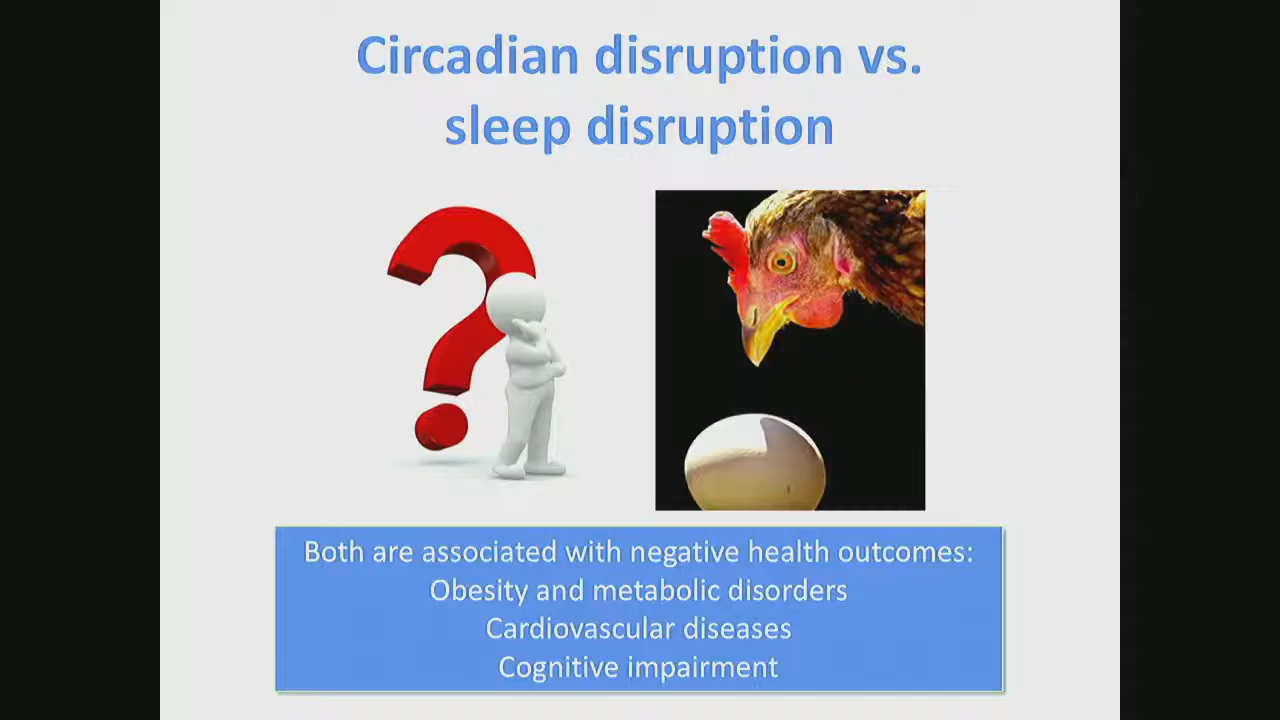 Circadian disruption vs.
sleep disruption
Both are associated with negative health outcomes:
Obesity and metabolic disorders
Cardiovascular diseases
Cognitive impairment